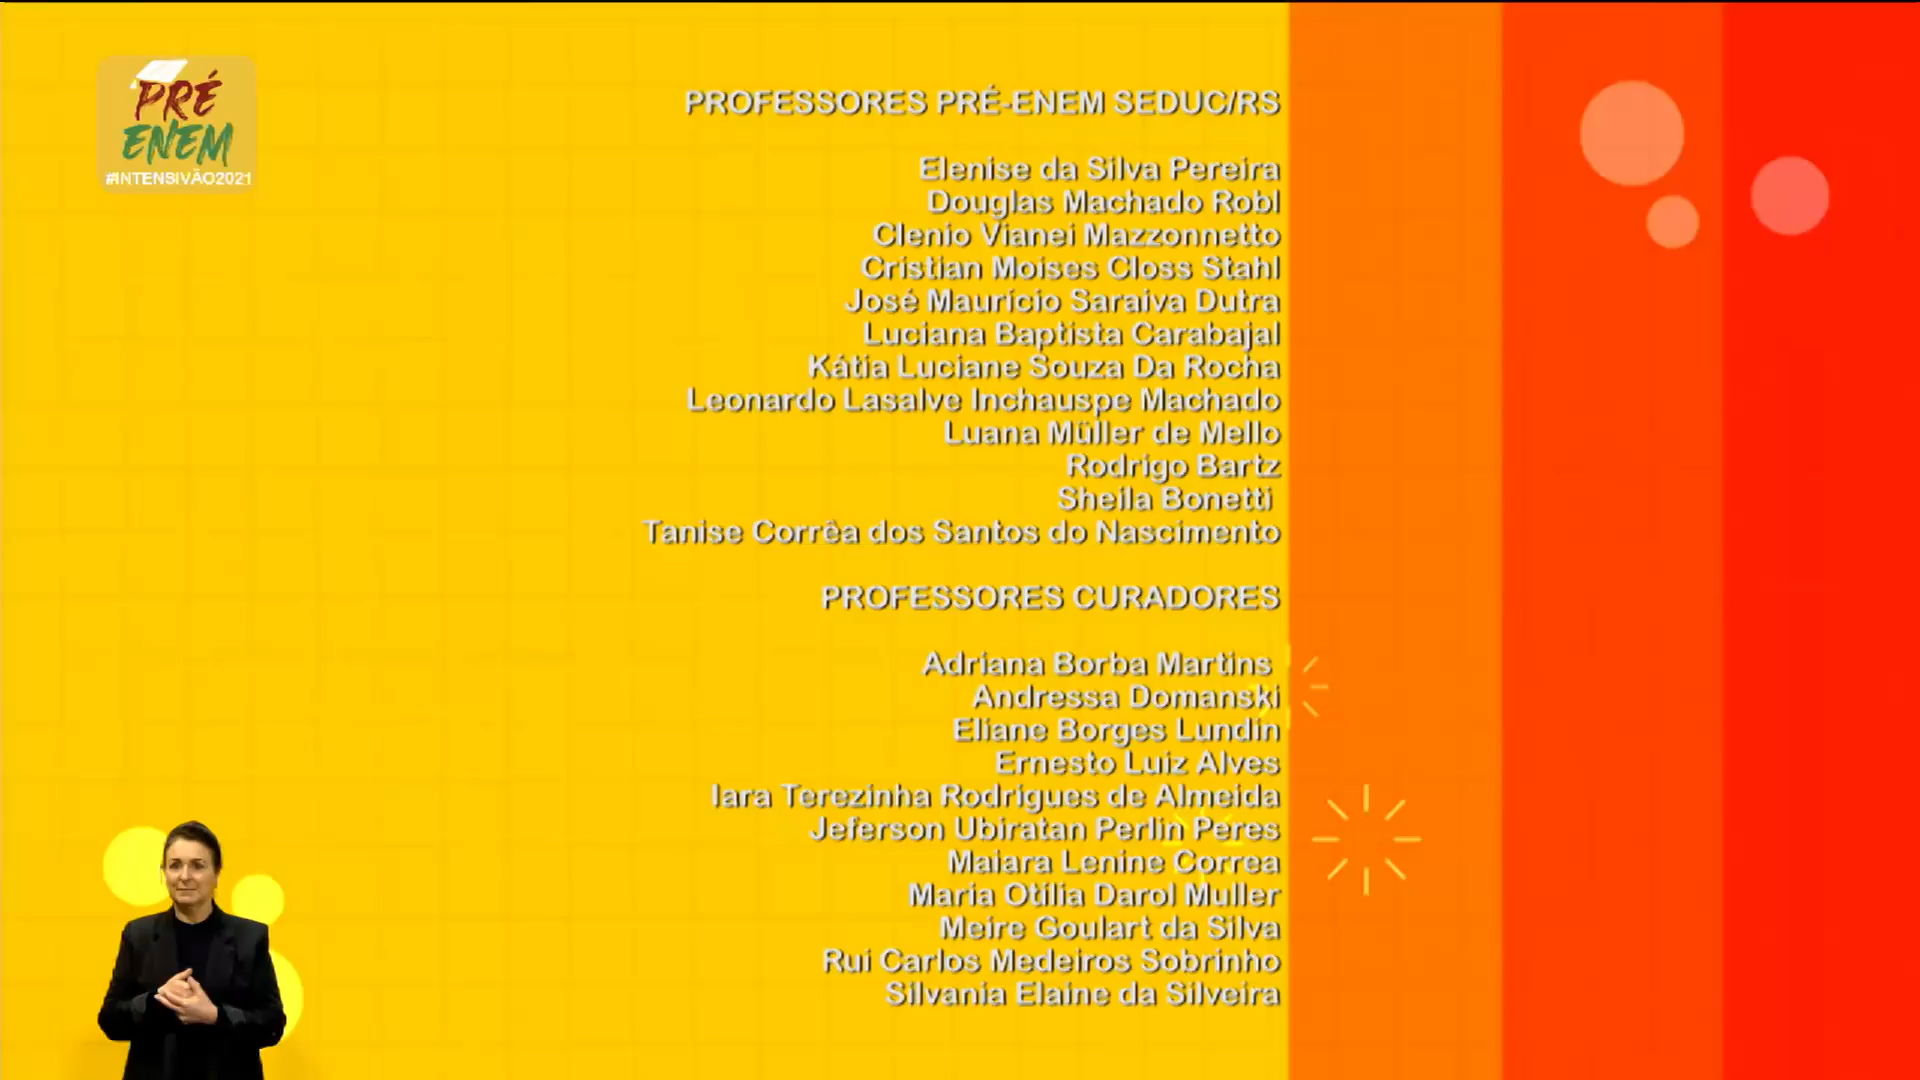 PRÉ
ENEM
#INTENSIVÃO2021
PROFESSORES PRÉ-ENEM SEDUC/RS
Elenise da Silva Pereira
Douglas Machado Robl
Clenio Vianei Mazzonnetto
Cristian Moises Closs Stahl
José Maurício Saraiva Dutra
Luciana Baptista Carabajal
Kátia Luciane Souza Da Rocha
Leonardo Lasalve Inchauspe Machado
Luana Müller de Mello
Rodrigo Bartz
Sheila Bonetti
Tanise Corrêa dos Santos do Nascimento
PROFESSORES CURADORES
Adriana Borba Martins
Andressa Domanski
Eliane Borges Lundin
Ernesto Luiz Alves
Iara Terezinha Rodrigues de Almeida
Jeferson Ubiratan Perlin Peres
Maiara Lenine Correa
Maria Otilia Darol Muller
Meire Goulart da Silva
Rui Carlos Medeiros Sobrinho
Silvania Elaine da Silveira